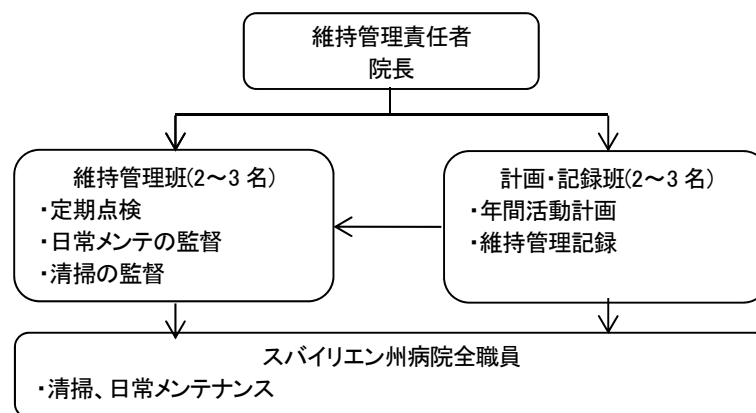 維持管理責任者
院長
維持管理班(2～3 名)
・定期点検
・日常メンテの監督
・清掃の監督
計画・記録班(2～3 名)
・年間活動計画
・維持管理記録
スバイリエン州病院全職員
・清掃、日常メンテナンス